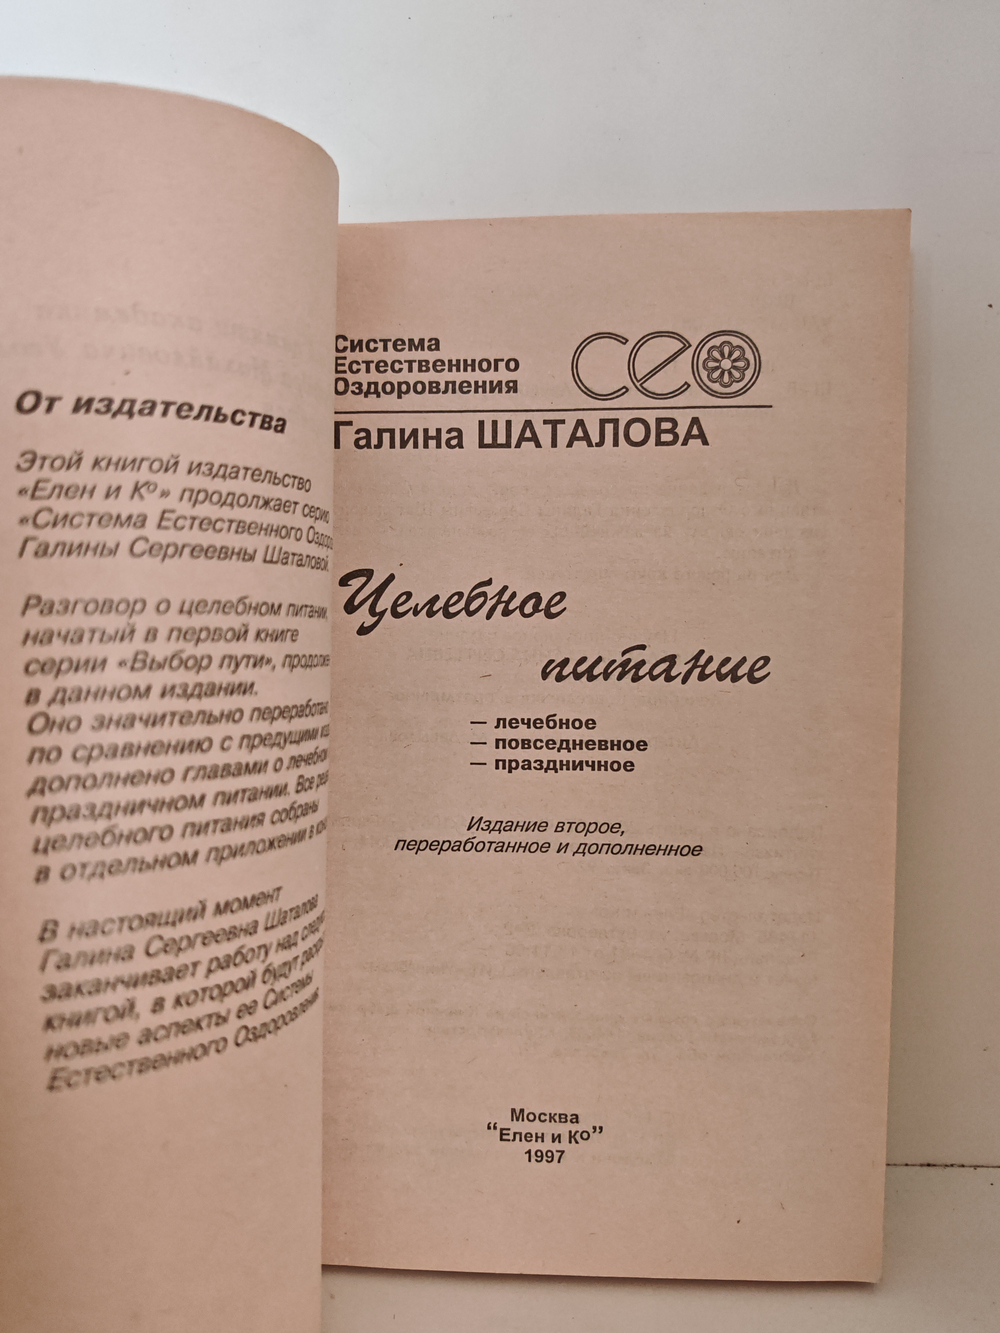 От издательства
Этой книгой издательство
«Елен и Ко» продолжает серию
«Система Естественного Оздоро
Галины Сергеевны Шаталовой.
Разговор о целебном питании,
начатый в первой книге
серии «Выбор пути», продолже
в данном издании.
Оно значительно переработано
по сравнению с предущими
дополнено главами о лечебном
праздничном питании. Все
целебного питания собраны
в отдельном приложении в
В настоящий момент
Галина Сергеевна Шаталова
заканчивает работу над
книгой, в которой будут
новые аспекты ее Системы
Естественного Оздоровления
Система
Естественного
Оздоровления
СЕО
Галина ШАТАЛОВА
Целебное
питание
— лечебное
— повседневное
— праздничное
Издание второе,
переработанное и дополненное
Москва
“Елен и Ко”
1997